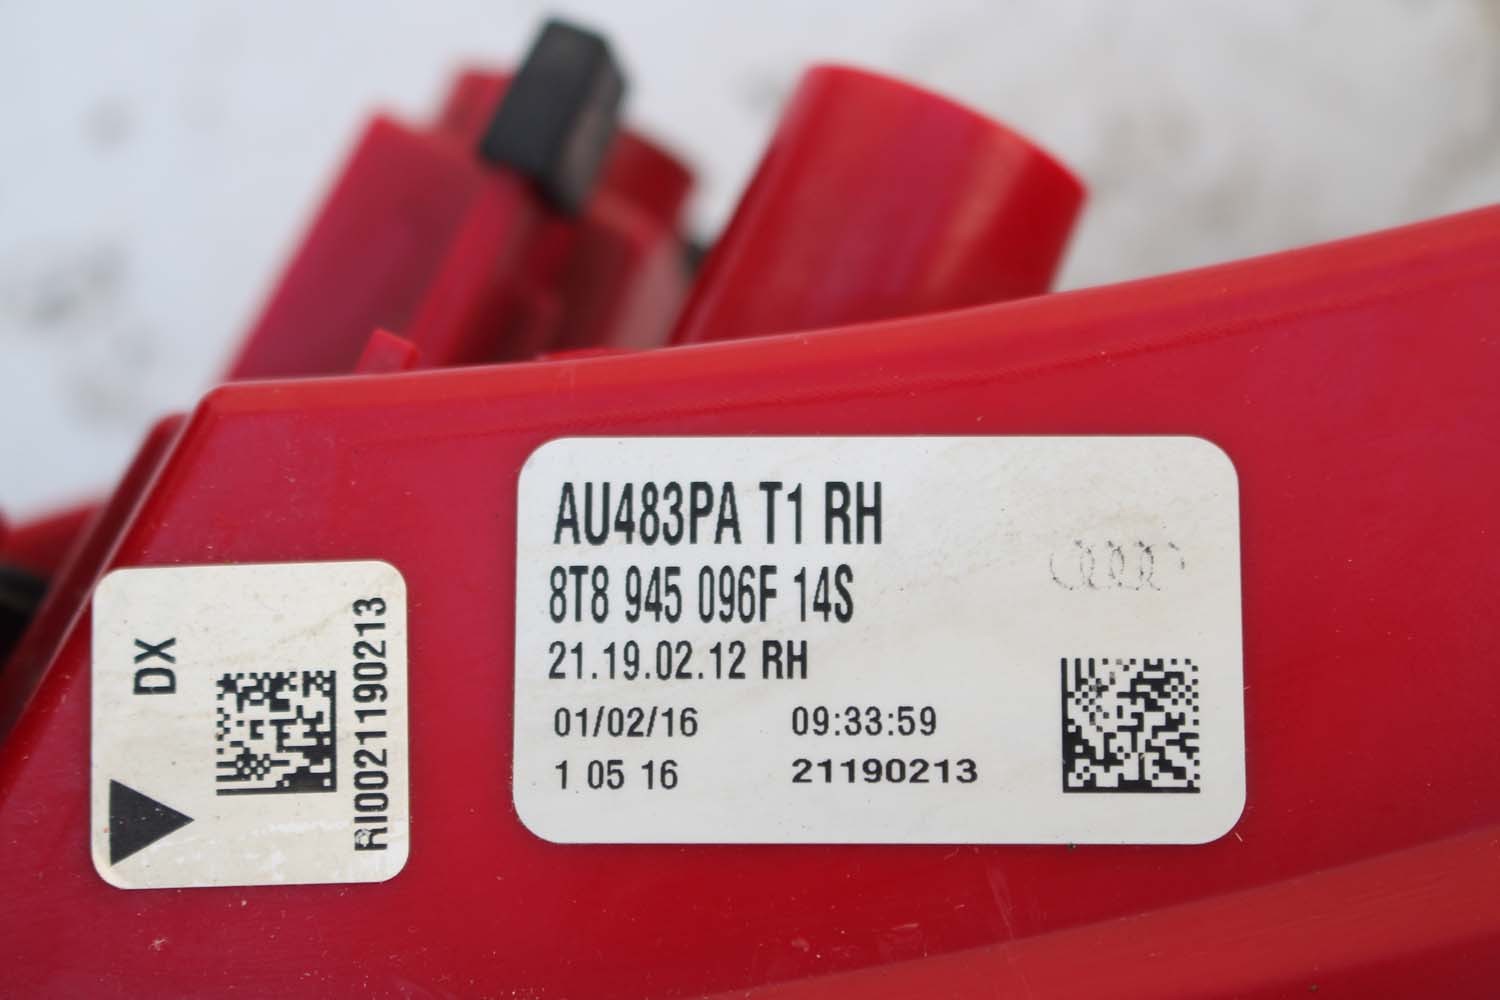 AU483PA T1 RH
8T8 945 096F 14S
21.19.02.12 RH
01/02/16 09:33:59
1 05 16 21190213
DX
RI0021190213